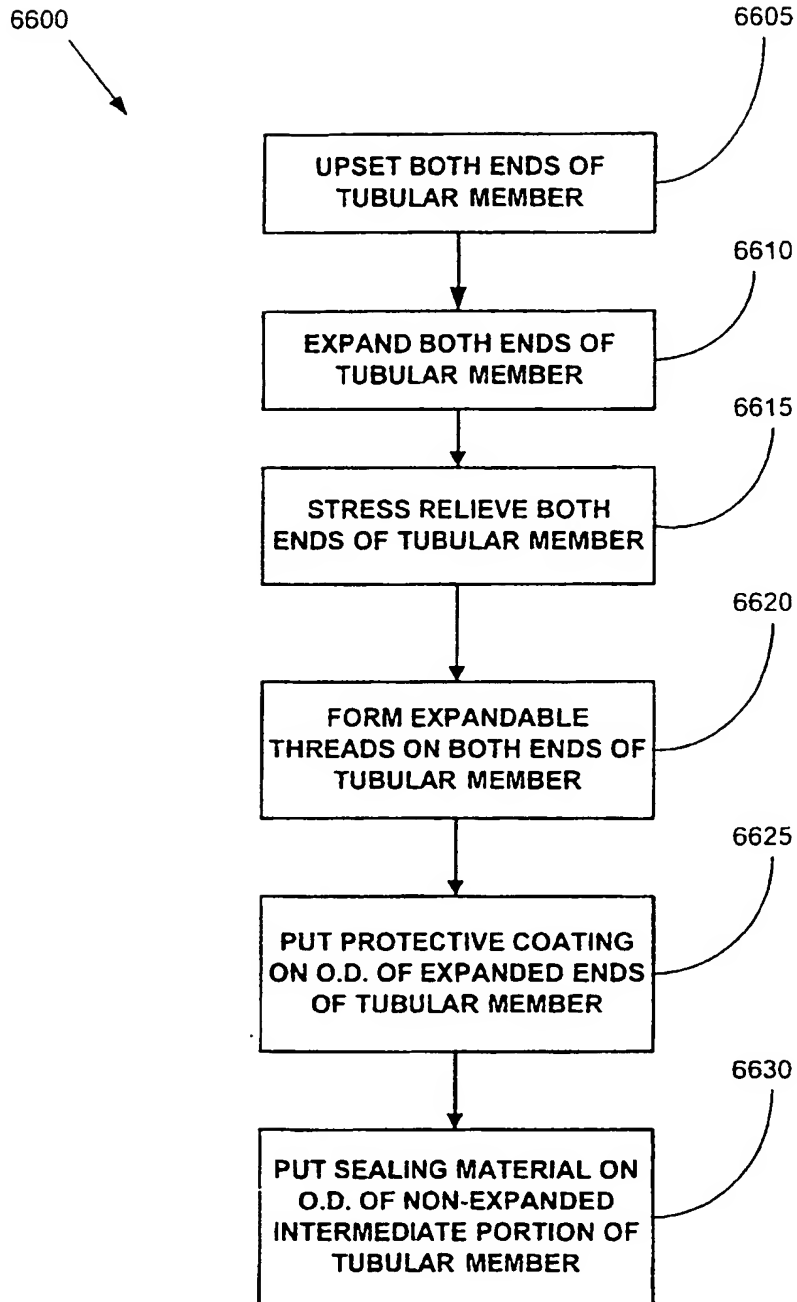 6600
6605
UPSET BOTH ENDS OF
TUBULAR MEMBER
6610
EXPAND BOTH ENDS OF
TUBULAR MEMBER
6615
STRESS RELIEVE BOTH
ENDS OF TUBULAR MEMBER
6620
FORM EXPANDABLE
THREADS ON BOTH ENDS OF
TUBULAR MEMBER
6625
PUT PROTECTIVE COATING
ON O.D. OF EXPANDED ENDS
OF TUBULAR MEMBER
6630
PUT SEALING MATERIAL ON
O.D. OF NON-EXPANDED
INTERMEDIATE PORTION OF
TUBULAR MEMBER